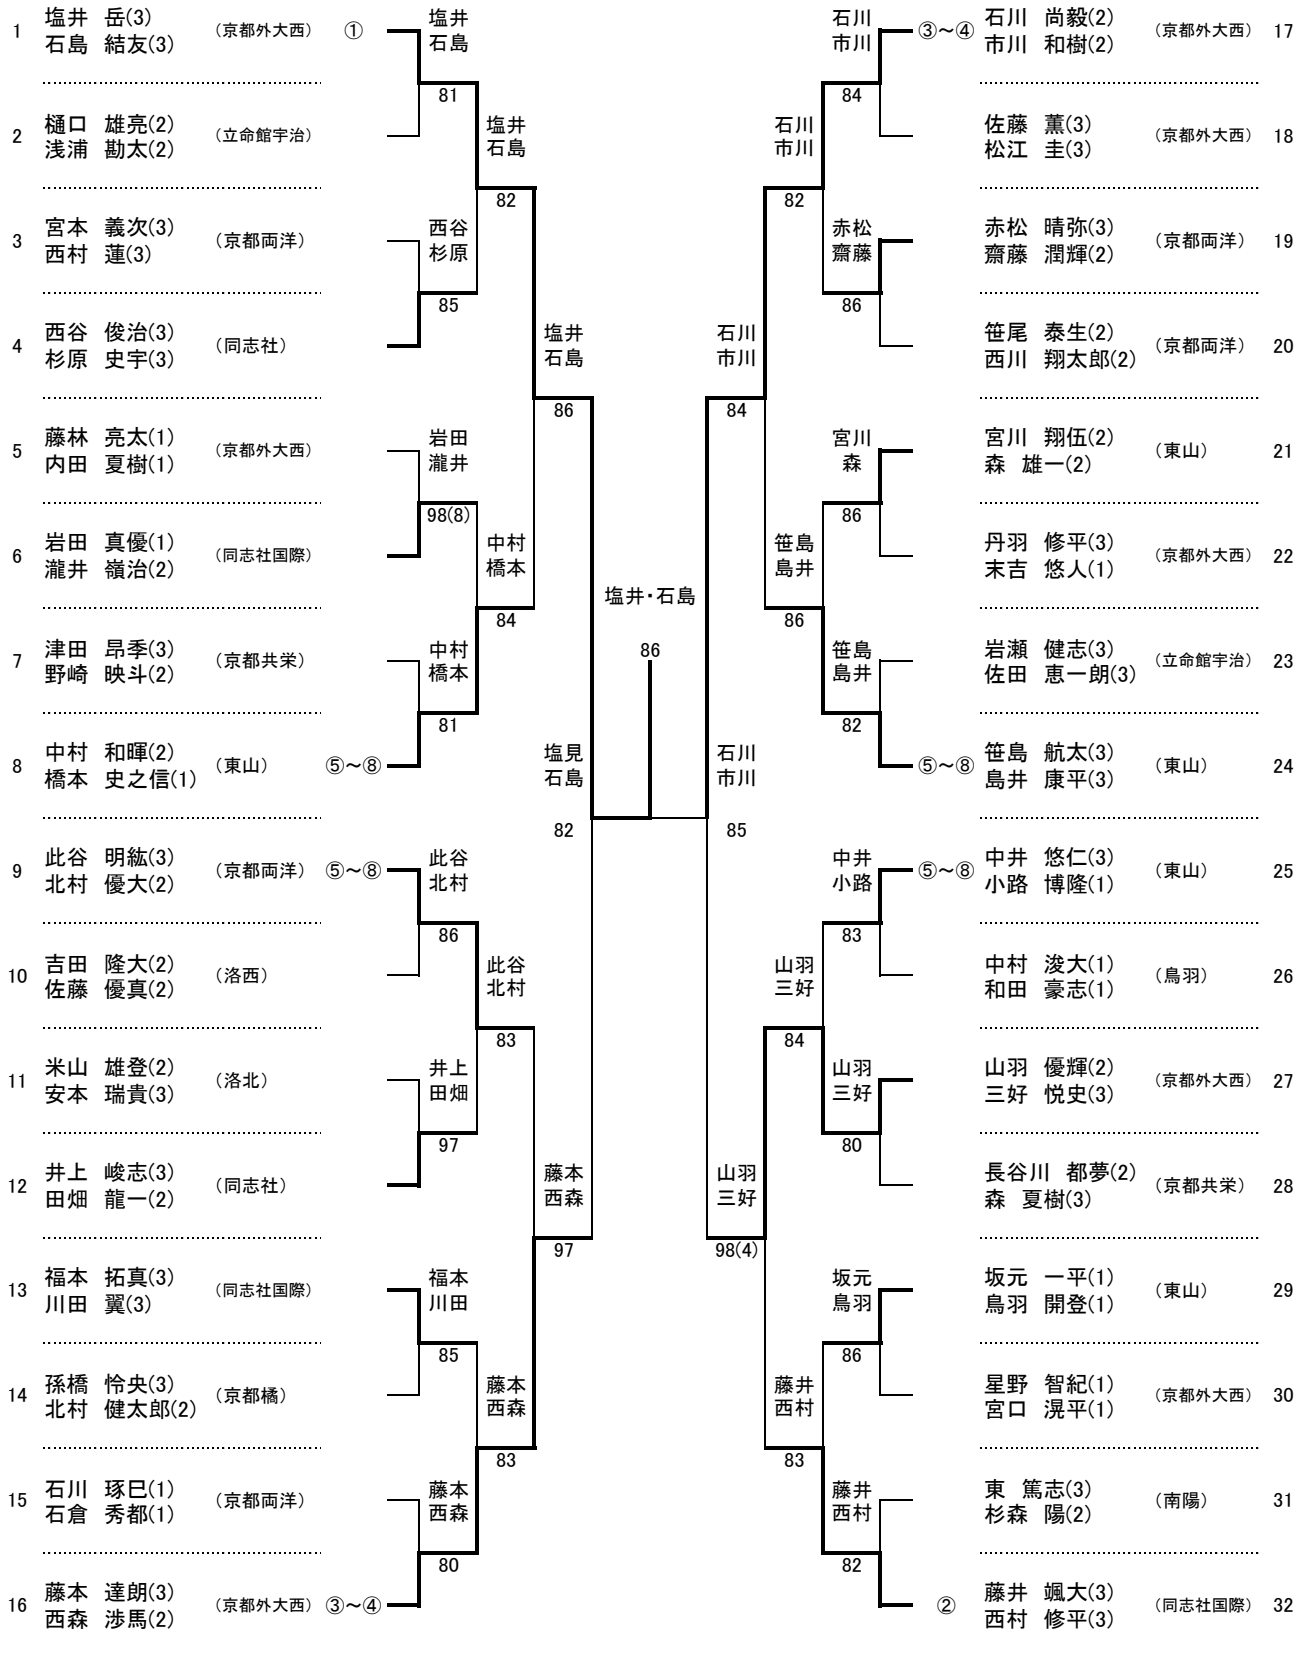 1 塩井 岳(3) 石島 結友(3) （京都外大西） ①
2 樋口 雄亮(2) 浅浦 勘太(2) （立命館宇治）
3 宮本 義次(3) 西村 蓮(3) （京都両洋）
4 西谷 俊治(3) 杉原 史宇(3) （同志社）
5 藤林 亮太(1) 内田 夏樹(1) （京都外大西）
6 岩田 真優(1) 瀧井 嶺治(2) （同志社国際）
7 津田 昂季(3) 野崎 映斗(2) （京都共栄）
8 中村 和暉(2) 橋本 史之信(1) （東山） ⑤～⑧
9 此谷 明紘(3) 北村 優大(2) （京都両洋） ⑤～⑧
10 吉田 隆大(2) 佐藤 優真(2) （洛西）
11 米山 雄登(2) 安本 瑞貴(3) （洛北）
12 井上 峻志(3) 田畑 龍一(2) （同志社）
13 福本 拓真(3) 川田 翼(3) （同志社国際）
14 孫橋 怜央(3) 北村 健太郎(2) （京都橘）
15 石川 琢巳(1) 石倉 秀都(1) （京都両洋）
16 藤本 達朗(3) 西森 渉馬(2) （京都外大西） ③～④
塩井 石島
81
西谷 杉原
85
岩田 瀧井
98(8)
中村 橋本
81
此谷 北村
86
井上 田畑
97
福本 川田
85
藤本 西森
80
塩井 石島
82
中村 橋本
84
此谷 北村
83
藤本 西森
83
塩井 石島
86
藤本 西森
97
塩見 石島
82
塩井・石島
86
石川 市川
85
石川 市川
84
山羽 三好
98(4)
石川 市川
82
笹島 島井
86
山羽 三好
84
藤井 西村
83
石川 市川
84
赤松 齋藤
86
宮川 森
86
笹島 島井
82
中井 小路
83
山羽 三好
80
坂元 鳥羽
86
藤井 西村
82
③～④ 石川 尚毅(2) 市川 和樹(2) （京都外大西） 17
佐藤 薫(3) 松江 圭(3) （京都外大西） 18
赤松 晴弥(3) 齋藤 潤輝(2) （京都両洋） 19
笹尾 泰生(2) 西川 翔太郎(2) （京都両洋） 20
宮川 翔伍(2) 森 雄一(2) （東山） 21
丹羽 修平(3) 末吉 悠人(1) （京都外大西） 22
岩瀬 健志(3) 佐田 恵一朗(3) （立命館宇治） 23
⑤～⑧ 笹島 航太(3) 島井 康平(3) （東山） 24
⑤～⑧ 中井 悠仁(3) 小路 博隆(1) （東山） 25
中村 浚大(1) 和田 豪志(1) （鳥羽） 26
山羽 優輝(2) 三好 悦史(3) （京都外大西） 27
長谷川 都夢(2) 森 夏樹(3) （京都共栄） 28
坂元 一平(1) 鳥羽 開登(1) （東山） 29
星野 智紀(1) 宮口 滉平(1) （京都外大西） 30
東 篤志(3) 杉森 陽(2) （南陽） 31
② 藤井 颯大(3) 西村 修平(3) （同志社国際） 32